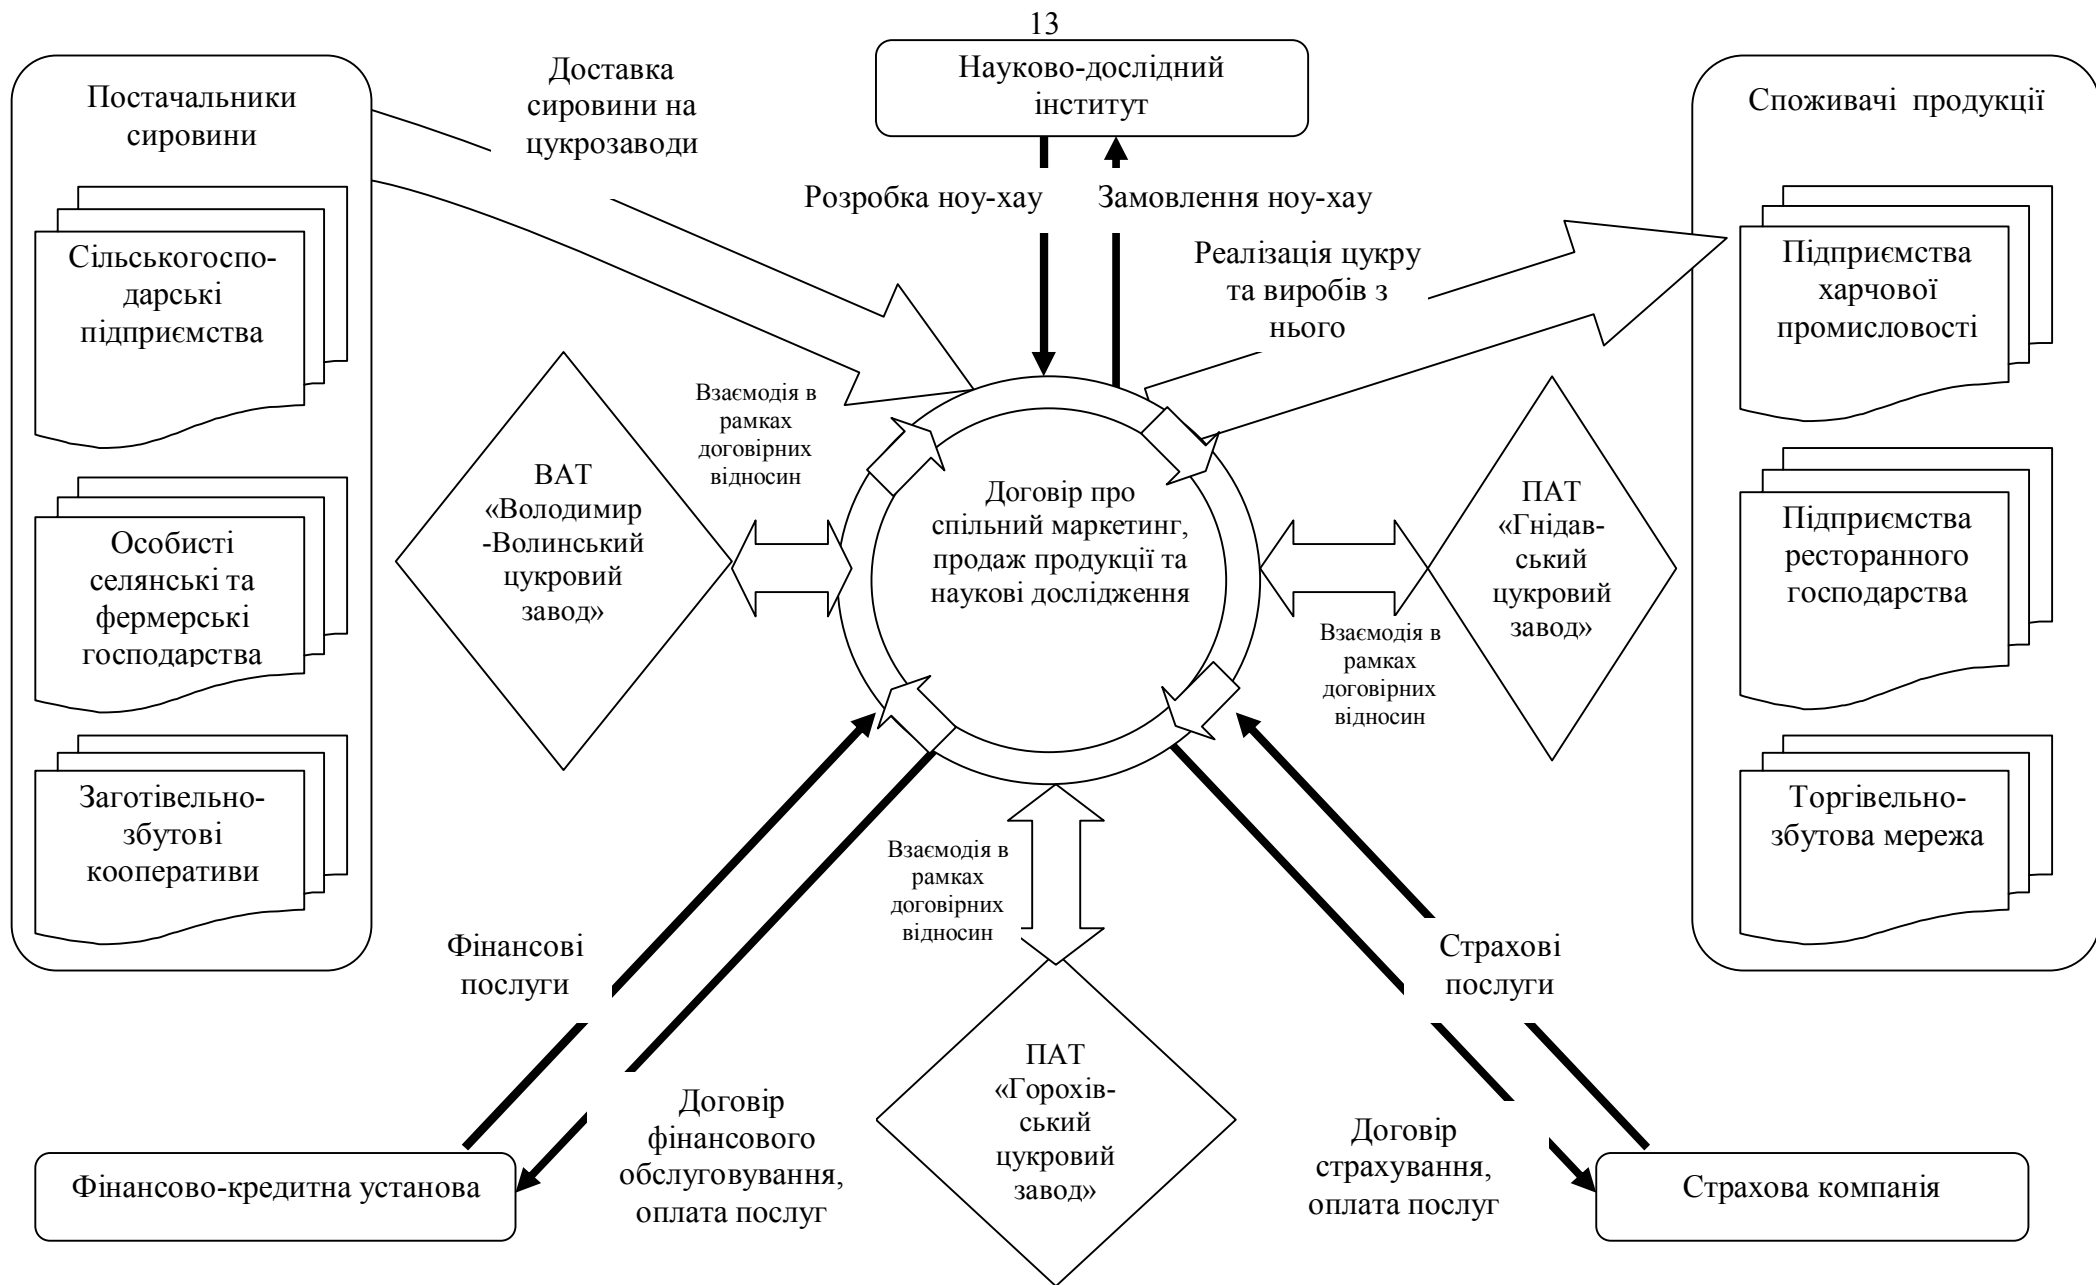 13
Постачальники
сировини
Сільськогоспо-
дарські
підприємства
Особисті
селянські та
фермерські
господарства
Заготівельно-
збутові
кооперативи
Доставка
сировини на
цукрозаводи
Науково-дослідний
інститут
Розробка ноу-хау
Замовлення ноу-хау
Реалізація цукру
та виробів з
нього
Споживачі продукції
Підприємства
харчової
промисловості
Підприємства
ресторанного
господарства
Торгівельно-
збутова мережа
ВАТ
«Володимир
-Волинський
цукровий
завод»
Взаємодія в
рамках
договірних
відносин
Договір про
спільний маркетинг,
продаж продукції та
наукові дослідження
ПАТ
«Гнідав-
ський
цукровий
завод»
Взаємодія в
рамках
договірних
відносин
Взаємодія в
рамках
договірних
відносин
ПАТ
«Горохів-
ський
цукровий
завод»
Фінансові
послуги
Договір
фінансового
обслуговування,
оплата послуг
Фінансово-кредитна установа
Страхові
послуги
Договір
страхування,
оплата послуг
Страхова компанія